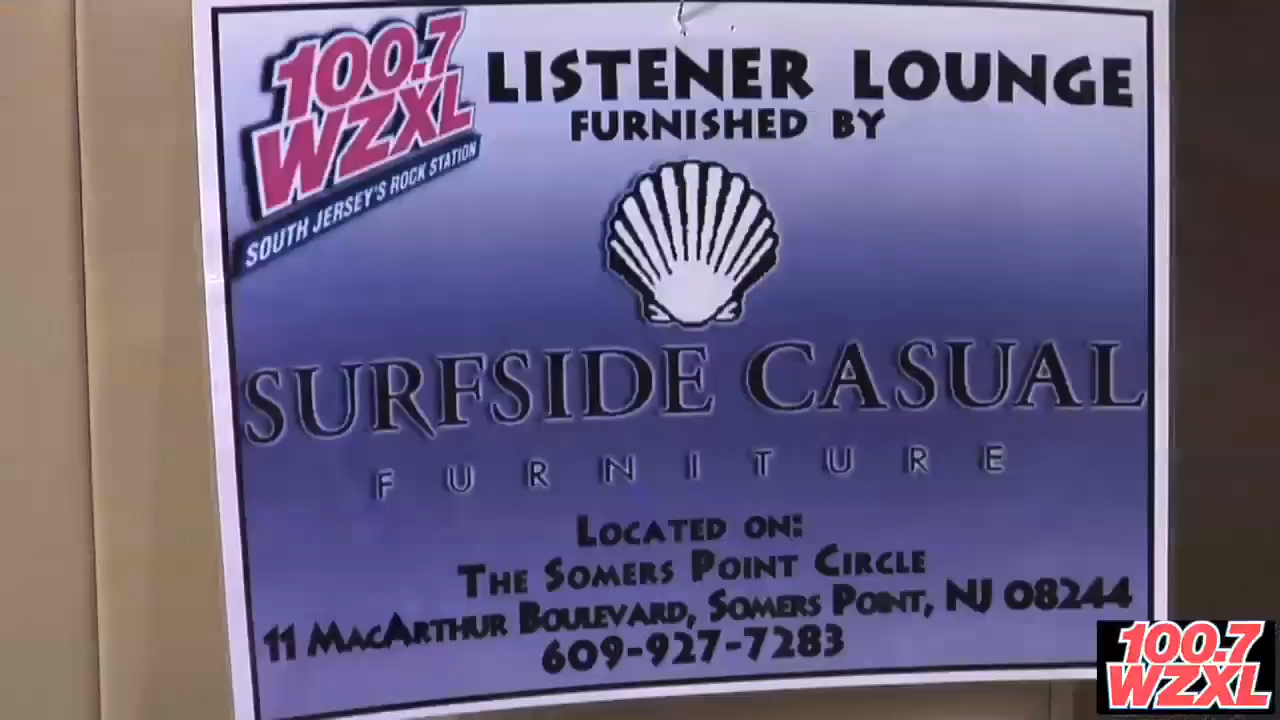 100.7
WZXL
SOUTH JERSEY'S ROCK STATION
LISTENER LOUNGE
FURNISHED BY
SURFSIDE CASUAL
FURNITURE
LOCATED ON:
THE SOMERS POINT CIRCLE
11 MACARTHUR BOULEVARD, SOMERS POINT, NJ 08244
609-927-7283
100.7
WZXL